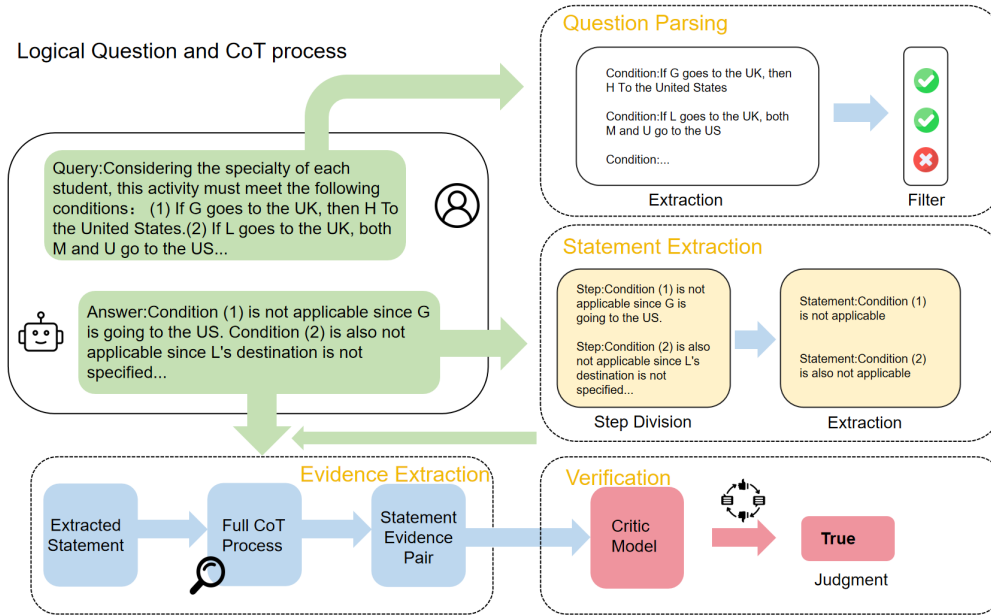 Logical Question and CoT process
Query:Considering the specialty of each
student, this activity must meet the following
conditions： (1) If G goes to the UK, then H To
the United States.(2) If L goes to the UK, both
M and U go to the US...
Answer:Condition (1) is not applicable since G
is going to the US. Condition (2) is also not
applicable since L's destination is not
specified...
Question Parsing
Condition:If G goes to the UK, then
H To the United States
Condition:If L goes to the UK, both
M and U go to the US
Condition:...
Extraction
Filter
Statement Extraction
Step:Condition (1) is not
applicable since G is
going to the US.
Step:Condition (2) is also
not applicable since L's
destination is not
specified...
Step Division
Statement:Condition (1)
is not applicable
Statement:Condition (2)
is also not applicable
Extraction
Evidence Extraction
Extracted
Statement
Full CoT
Process
Statement
Evidence
Pair
Verification
Critic
Model
True
Judgment